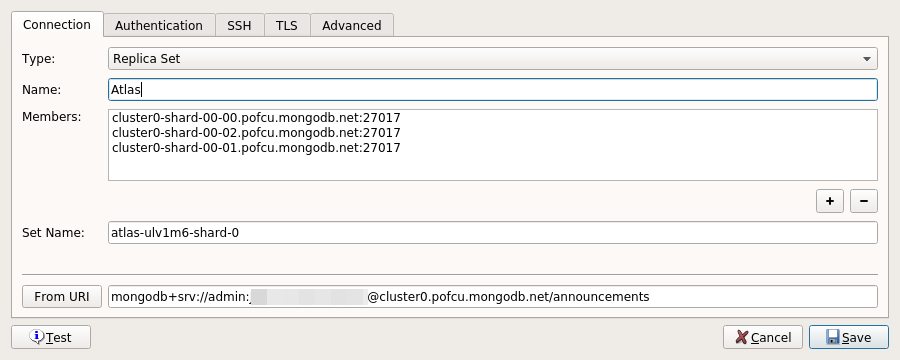 Connection Authentication SSH TLS Advanced
Type: Replica Set
Name: Atlas
Members: cluster0-shard-00-00.pofcu.mongodb.net:27017
cluster0-shard-00-02.pofcu.mongodb.net:27017
cluster0-shard-00-01.pofcu.mongodb.net:27017
+ −
Set Name: atlas-ulv1m6-shard-0
From URI mongodb+srv://admin: @cluster0.pofcu.mongodb.net/announcements
Test Cancel Save